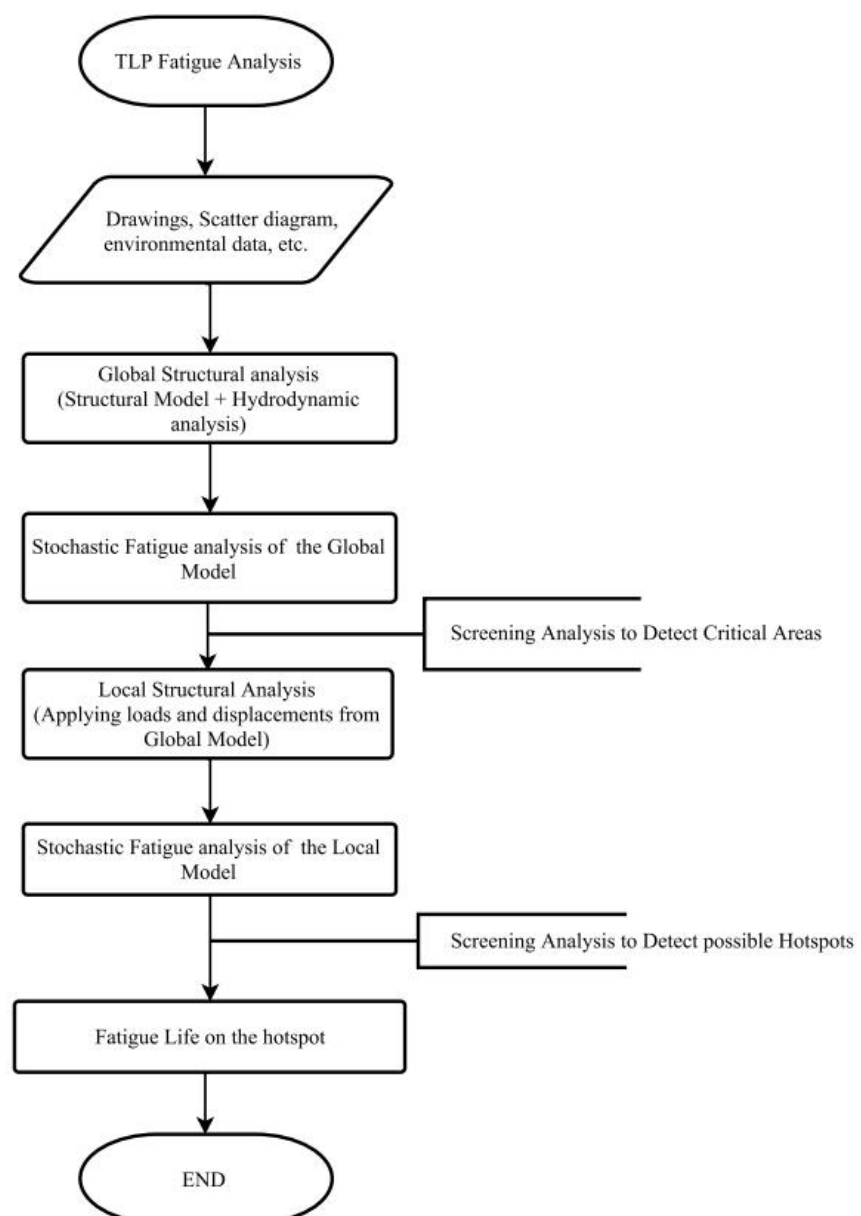 TLP Fatigue Analysis
Drawings, Scatter diagram,
environmental data, etc.
Global Structural analysis
(Structural Model + Hydrodynamic
analysis)
Stochastic Fatigue analysis of the Global
Model
Screening Analysis to Detect Critical Areas
Local Structural Analysis
(Applying loads and displacements from
Global Model)
Stochastic Fatigue analysis of the Local
Model
Screening Analysis to Detect possible Hotspots
Fatigue Life on the hotspot
END